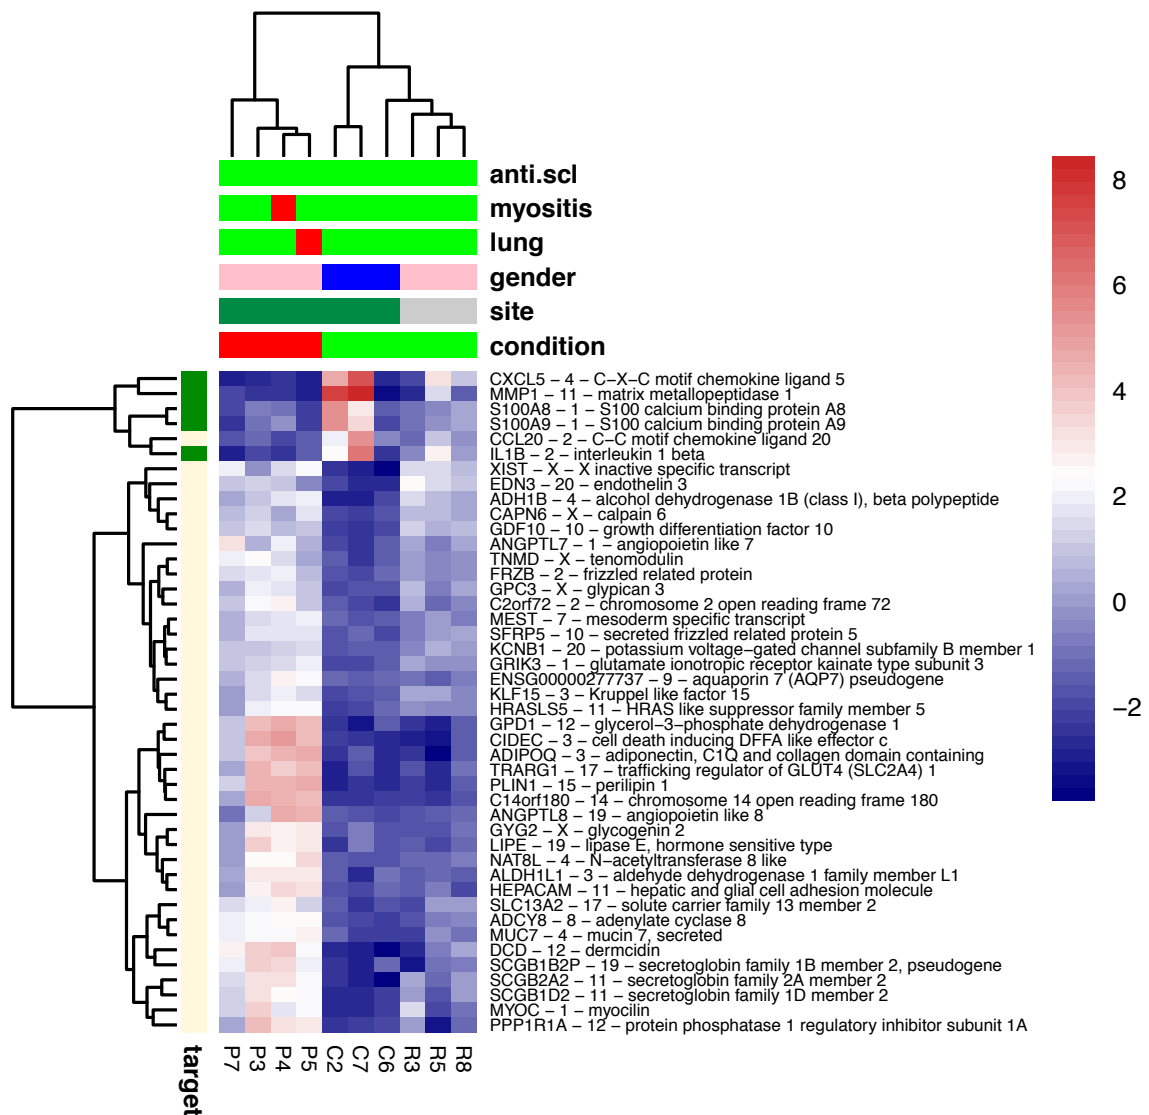 anti.scl
myositis
lung
gender
site
condition
8
6
4
2
0
−2
CXCL5 − 4 − C−X−C motif chemokine ligand 5
MMP1 − 11 − matrix metallopeptidase 1
S100A8 − 1 − S100 calcium binding protein A8
S100A9 − 1 − S100 calcium binding protein A9
CCL20 − 2 − C−C motif chemokine ligand 20
IL1B − 2 − interleukin 1 beta
XIST − X − X inactive specific transcript
EDN3 − 20 − endothelin 3
ADH1B − 4 − alcohol dehydrogenase 1B (class I), beta polypeptide
CAPN6 − X − calpain 6
GDF10 − 10 − growth differentiation factor 10
ANGPTL7 − 1 − angiopoietin like 7
TNMD − X − tenomodulin
FRZB − 2 − frizzled related protein
GPC3 − X − glypican 3
C2orf72 − 2 − chromosome 2 open reading frame 72
MEST − 7 − mesoderm specific transcript
SFRP5 − 10 − secreted frizzled related protein 5
KCNB1 − 20 − potassium voltage−gated channel subfamily B member 1
GRIK3 − 1 − glutamate ionotropic receptor kainate type subunit 3
ENSG00000277737 − 9 − aquaporin 7 (AQP7) pseudogene
KLF15 − 3 − Kruppel like factor 15
HRASLS5 − 11 − HRAS like suppressor family member 5
GPD1 − 12 − glycerol−3−phosphate dehydrogenase 1
CIDEC − 3 − cell death inducing DFFA like effector c
ADIPOQ − 3 − adiponectin, C1Q and collagen domain containing
TRARG1 − 17 − trafficking regulator of GLUT4 (SLC2A4) 1
PLIN1 − 15 − perilipin 1
C14orf180 − 14 − chromosome 14 open reading frame 180
ANGPTL8 − 19 − angiopoietin like 8
GYG2 − X − glycogenin 2
LIPE − 19 − lipase E, hormone sensitive type
NAT8L − 4 − N−acetyltransferase 8 like
ALDH1L1 − 3 − aldehyde dehydrogenase 1 family member L1
HEPACAM − 11 − hepatic and glial cell adhesion molecule
SLC13A2 − 17 − solute carrier family 13 member 2
ADCY8 − 8 − adenylate cyclase 8
MUC7 − 4 − mucin 7, secreted
DCD − 12 − dermcidin
SCGB1B2P − 19 − secretoglobin family 1B member 2, pseudogene
SCGB2A2 − 11 − secretoglobin family 2A member 2
SCGB1D2 − 11 − secretoglobin family 1D member 2
MYOC − 1 − myocilin
PPP1R1A − 12 − protein phosphatase 1 regulatory inhibitor subunit 1A
target
P7
P3
P4
P5
C2
C7
C6
R3
R5
R8